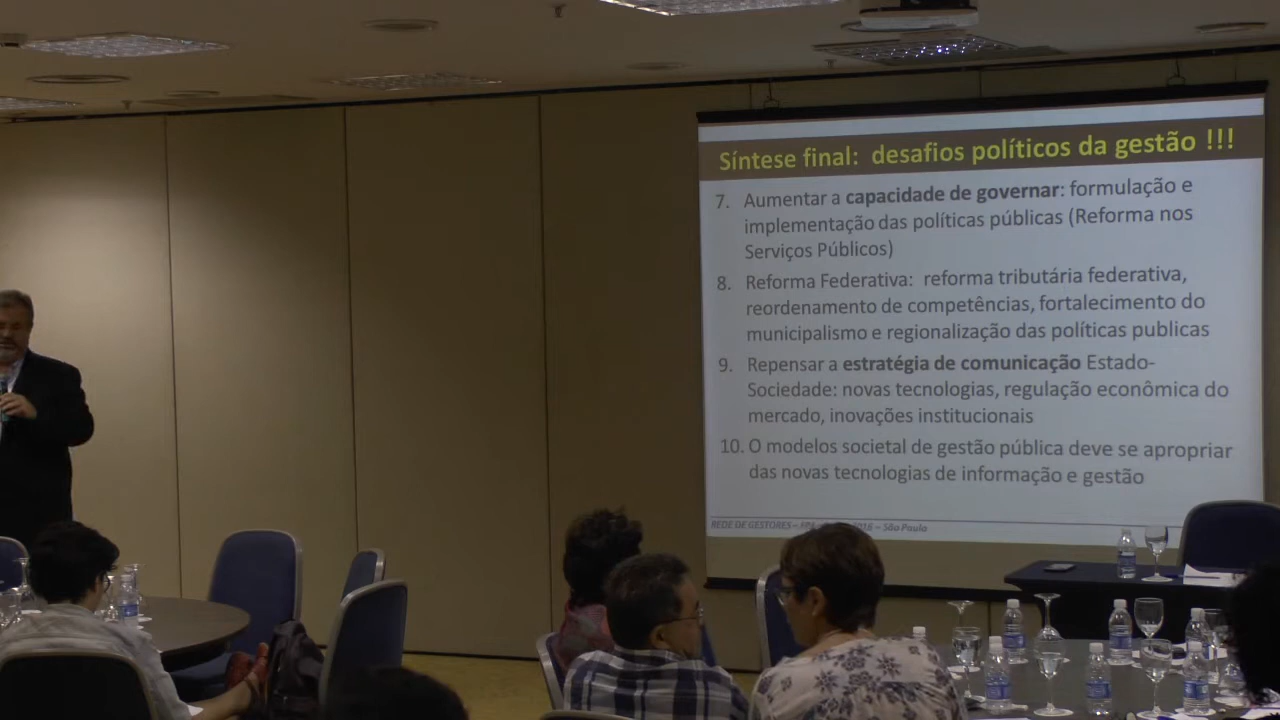 Síntese final: desafios políticos da gestão !!!
7. Aumentar a capacidade de governar: formulação e
implementação das políticas públicas (Reforma nos
Serviços Públicos)
8. Reforma Federativa: reforma tributária federativa,
reordenamento de competências, fortalecimento do
municipalismo e regionalização das políticas publicas
9. Repensar a estratégia de comunicação Estado-
Sociedade: novas tecnologias, regulação econômica do
mercado, inovações institucionais
10. O modelos societal de gestão pública deve se apropriar
das novas tecnologias de informação e gestão
REDE DE GESTORES – FPA – 2016 – São Paulo